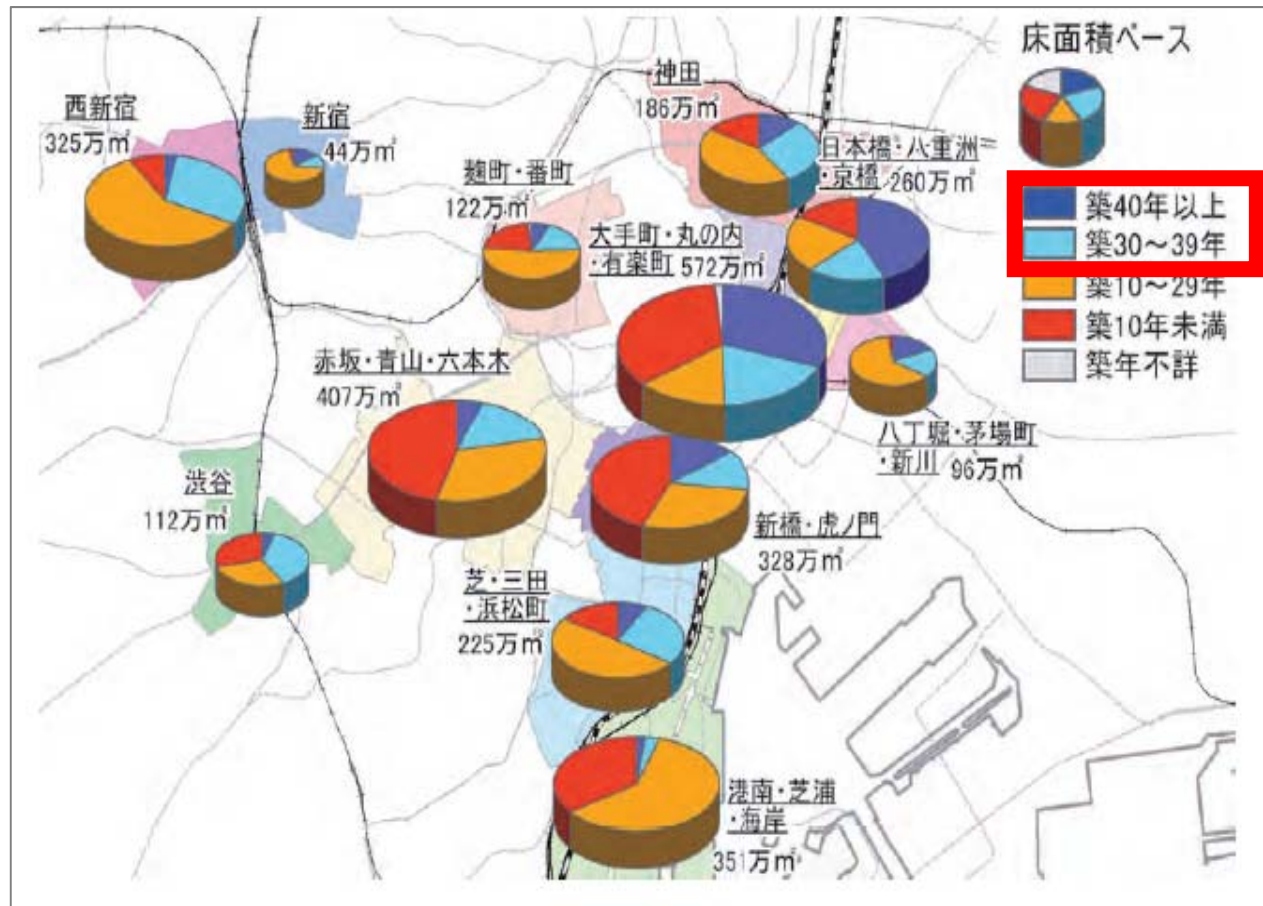 床面積ベース
築40年以上
築30～39年
築10～29年
築10年未満
築年不詳
西新宿
325万㎡
新宿
44万㎡
神田
186万㎡
麹町・番町
122万㎡
日本橋・八重洲
・京橋 260万㎡
大手町・丸の内
・有楽町 572万㎡
赤坂・青山・六本木
407万㎡
八丁堀・茅場町
・新川 96万㎡
渋谷
112万㎡
新橋・虎ノ門
328万㎡
芝・三田
・浜松町
225万㎡
港南・芝浦
・海岸
351万㎡